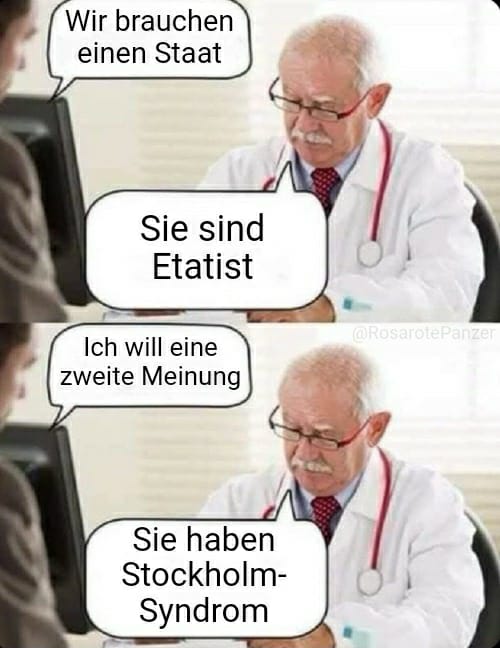 Wir brauchen
einen Staat
Sie sind
Etatist
@RosarotePanzer
Ich will eine
zweite Meinung
Sie haben
Stockholm-
Syndrom